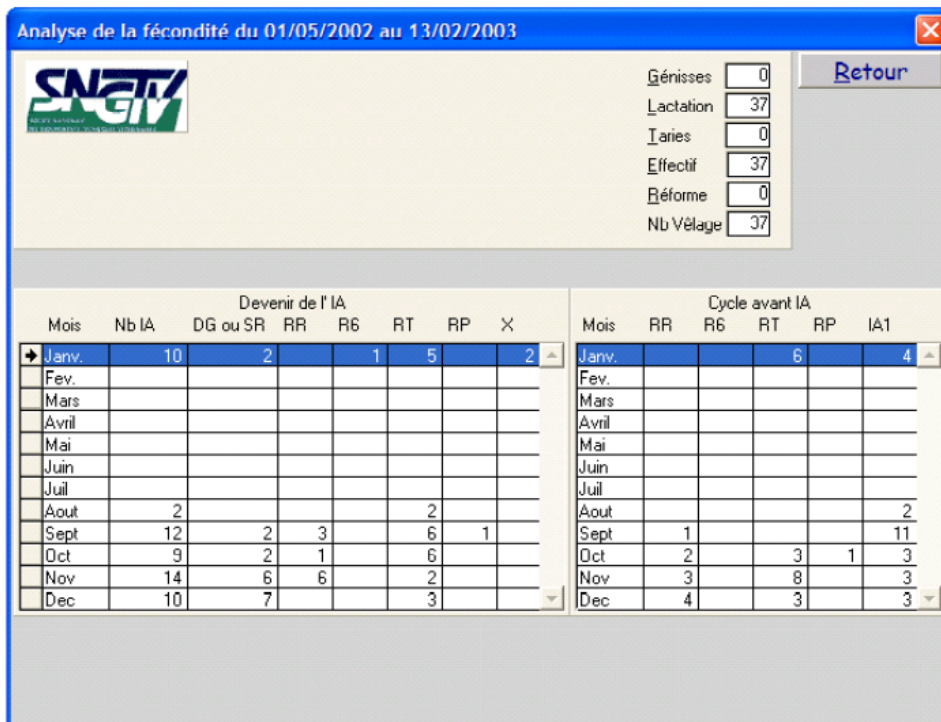 Analyse de la fécondité du 01/05/2002 au 13/02/2003
SNGTV
Retour
Génisses 0
Lactation 37
Taries 0
Effectif 37
Réforme 0
Nb Vêlage 37
Devenir de l' IA Cycle avant IA
Mois Nb IA DG ou SR RR R6 RT RP X Mois RR R6 RT RP IA1
Janv. 10 2 1 5 2 Janv. 6 4
Fev. Fev.
Mars Mars
Avril Avril
Mai Mai
Juin Juin
Juil Juil
Aout 2 2 Aout 2
Sept 12 2 3 6 1 Sept 1 11
Oct 9 2 1 6 Oct 2 3 1 3
Nov 14 6 6 2 Nov 3 8 3
Dec 10 7 3 Dec 4 3 3